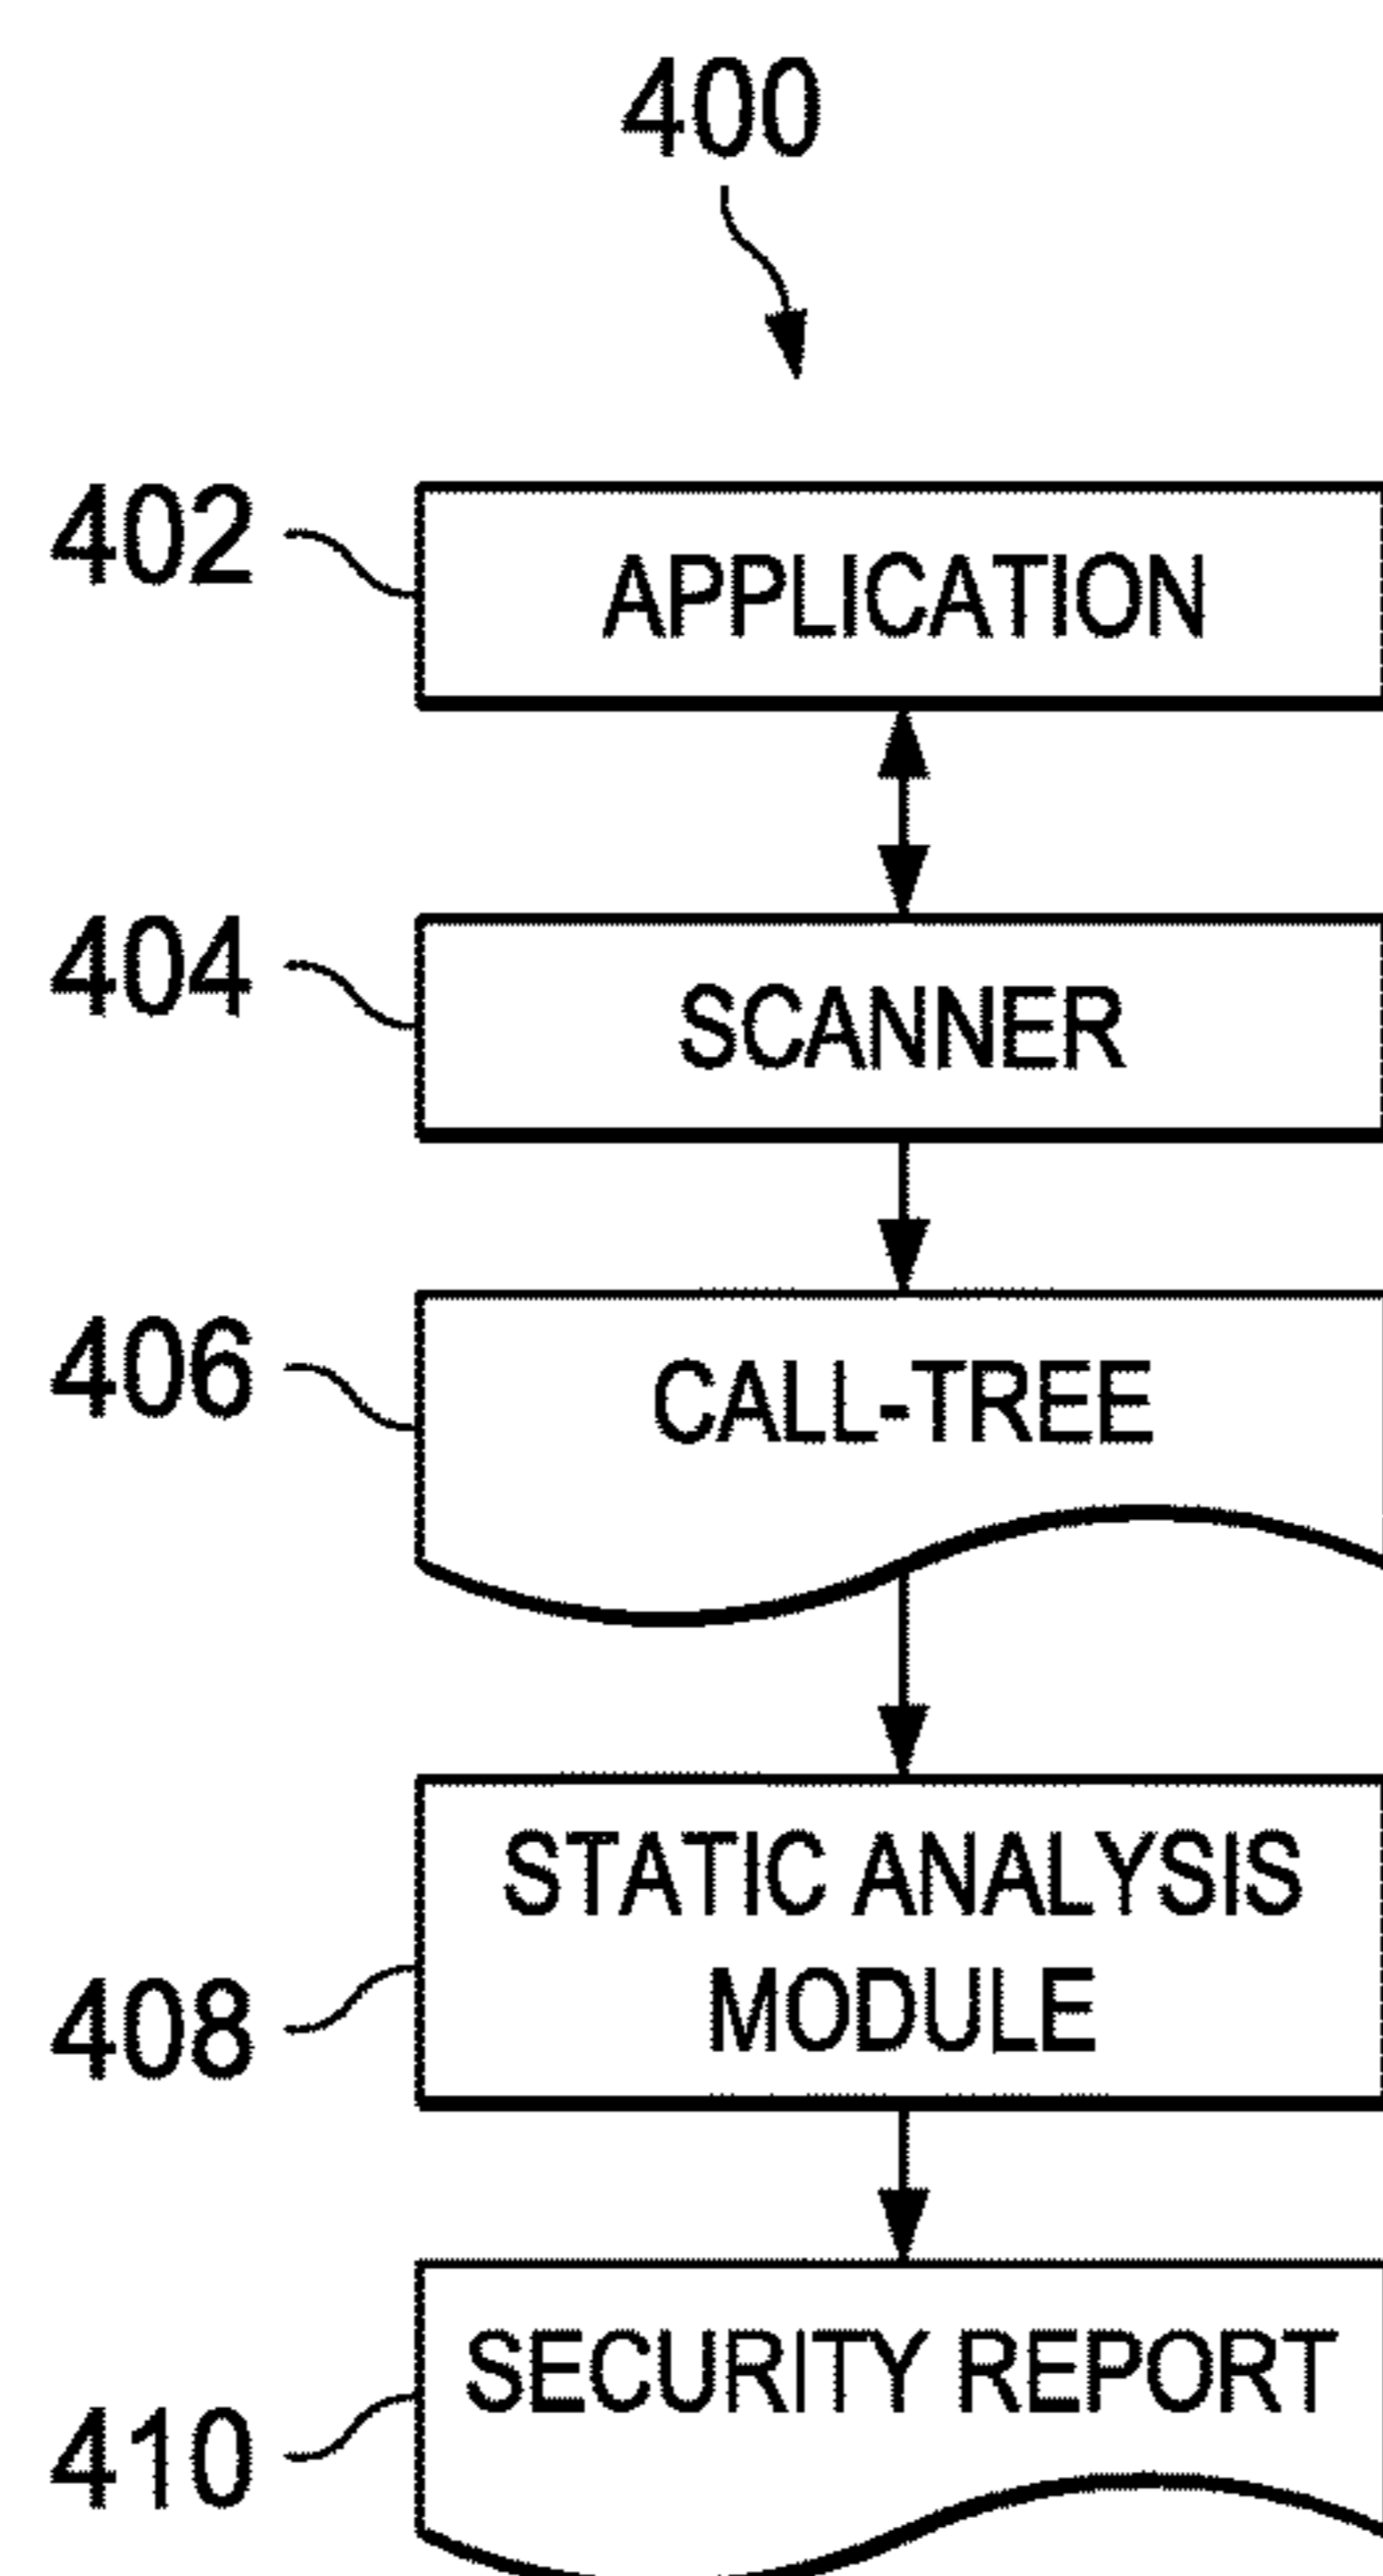 400
402
APPLICATION
404
SCANNER
406
CALL-TREE
STATIC ANALYSIS
MODULE
408
SECURITY REPORT
410